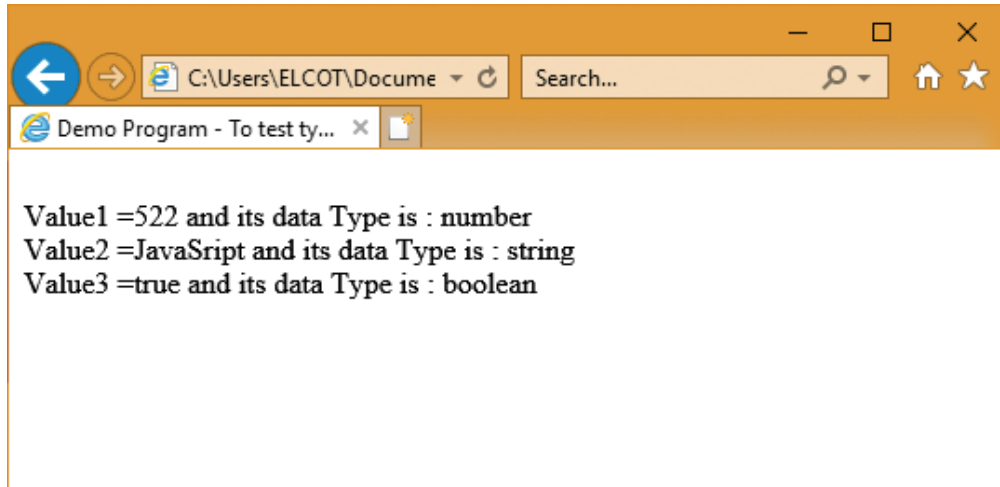 C:\Users\ELCOT\Docume
Search...
Demo Program - To test ty...
Value1 =522 and its data Type is : number
Value2 =JavaSript and its data Type is : string
Value3 =true and its data Type is : boolean